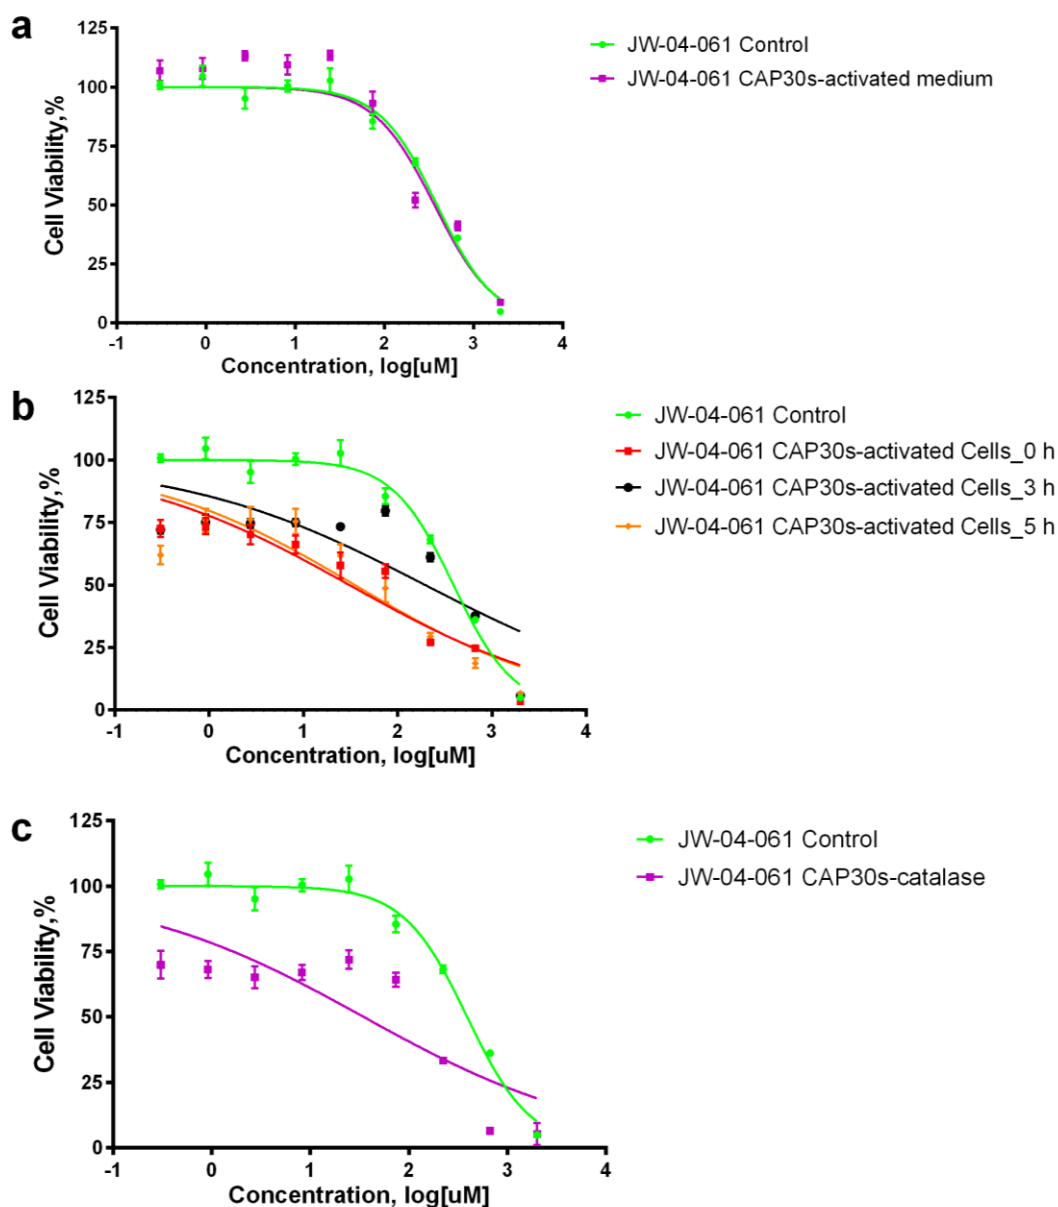 a
125
100
75
50
25
0
Cell Viability,%
-1 0 1 2 3 4
Concentration, log[uM]
JW-04-061 Control
JW-04-061 CAP30s-activated medium
b
125
100
75
50
25
0
Cell Viability,%
-1 0 1 2 3 4
Concentration, log[uM]
JW-04-061 Control
JW-04-061 CAP30s-activated Cells_0 h
JW-04-061 CAP30s-activated Cells_3 h
JW-04-061 CAP30s-activated Cells_5 h
c
125
100
75
50
25
0
Cell Viability,%
-1 0 1 2 3 4
Concentration, log[uM]
JW-04-061 Control
JW-04-061 CAP30s-catalase